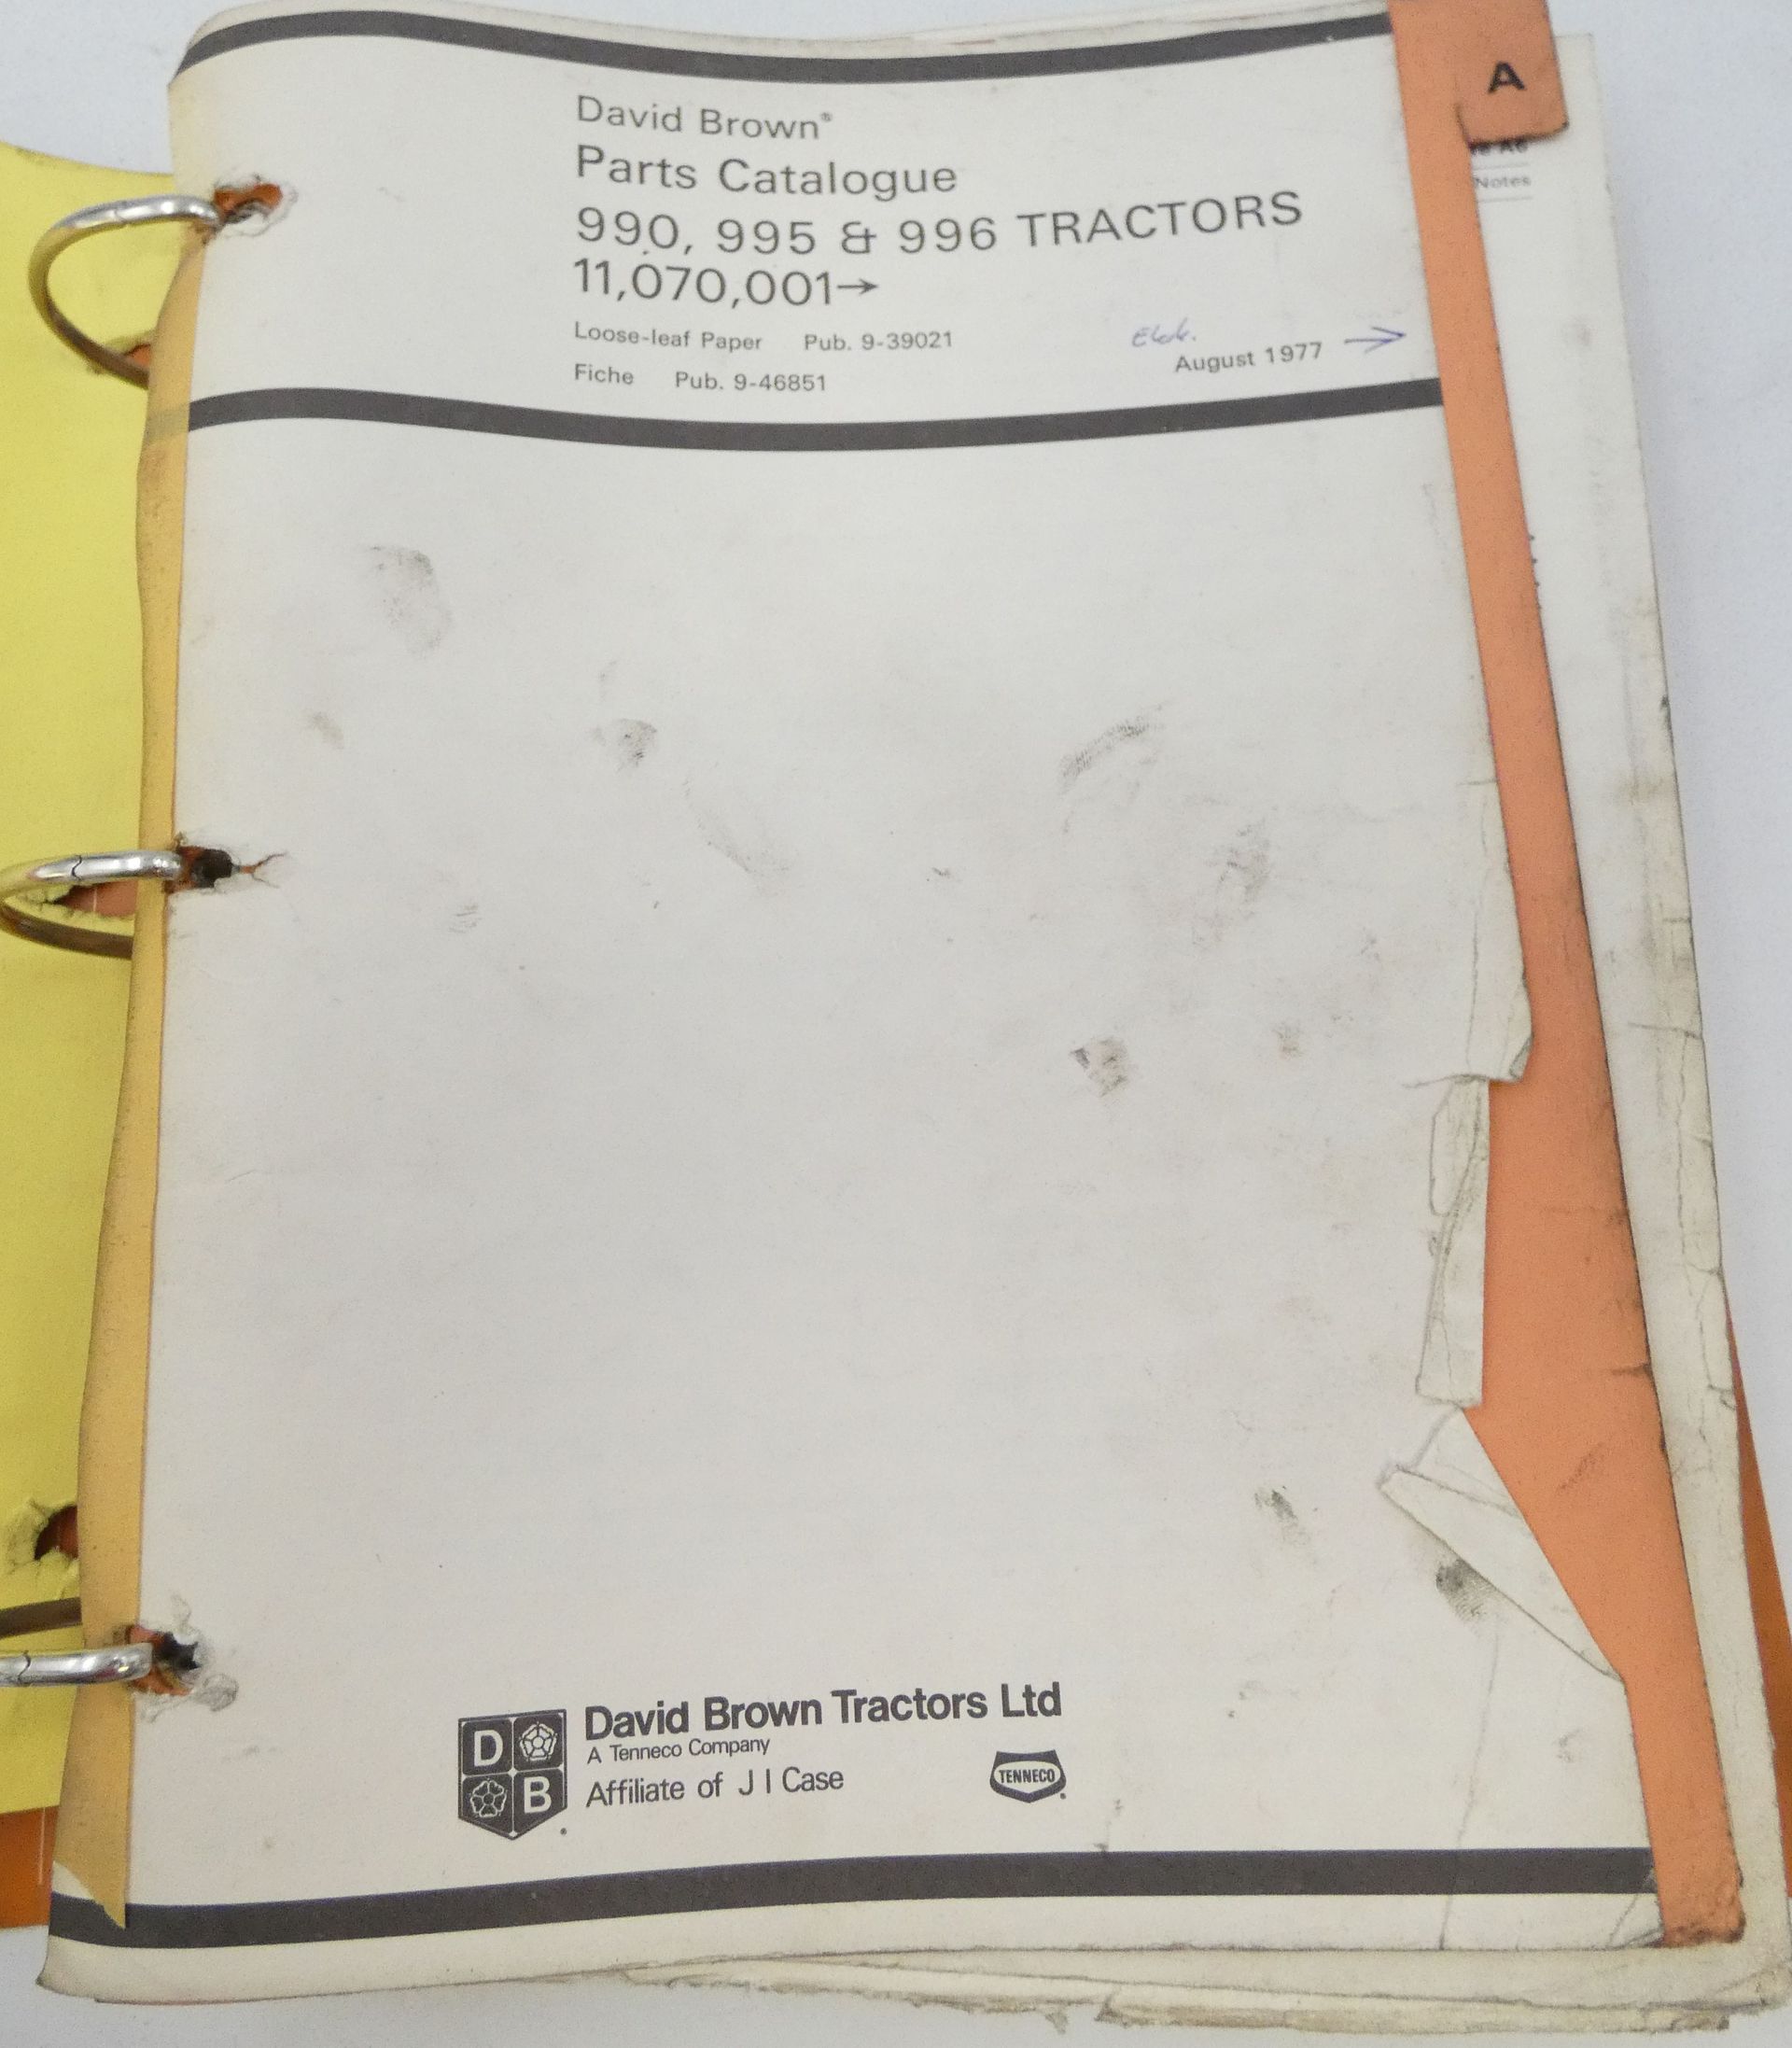 David Brown®
Parts Catalogue
990, 995 & 996 TRACTORS
11,070,001→
Loose-leaf Paper Pub. 9-39021
Fiche Pub. 9-46851
August 1977 →
A
A6
Notes
D
B
David Brown Tractors Ltd
A Tenneco Company
Affiliate of J I Case
TENNECO